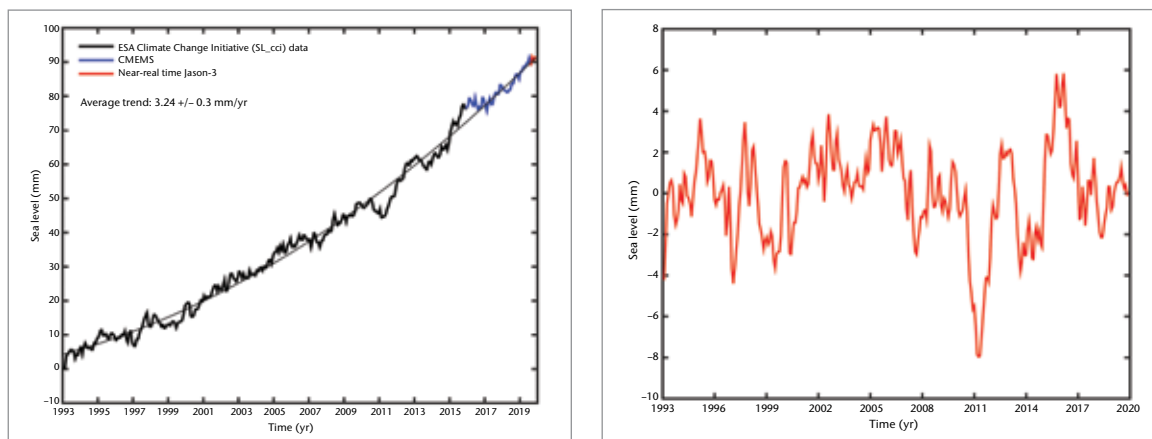 100
90
80
70
60
50
40
30
20
10
0
–10
Sea level (mm)
ESA Climate Change Initiative (SL_cci) data
CMEMS
Near-real time Jason-3
Average trend: 3.24 +/– 0.3 mm/yr
1993 1995 1997 1999 2001 2003 2005 2007 2009 2011 2013 2015 2017 2019
Time (yr)
8
6
4
2
0
–2
–4
–6
–8
–10
Sea level (mm)
1993 1996 1999 2002 2005 2008 2011 2014 2017 2020
Time (yr)